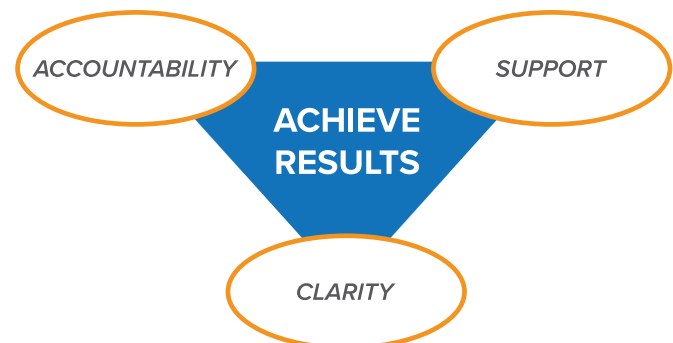 ACCOUNTABILITY
SUPPORT
ACHIEVE
RESULTS
CLARITY